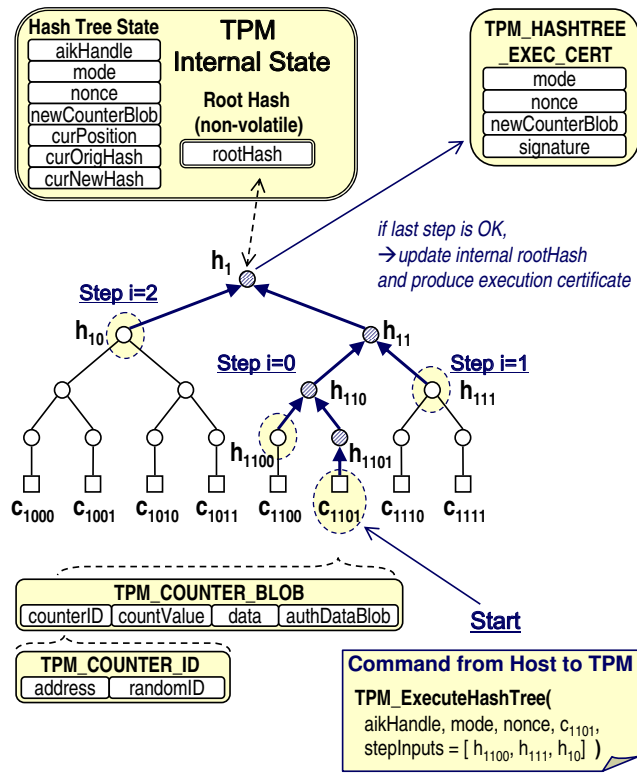 Hash Tree State
aikHandle
mode
nonce
newCounterBlob
curPosition
curOrigHash
curNewHash
TPM
Internal State
Root Hash
(non-volatile)
rootHash
TPM_HASHTREE
_EXEC_CERT
mode
nonce
newCounterBlob
signature
if last step is OK,
→ update internal rootHash
and produce execution certificate
h1
Step i=2
h10
h11
Step i=0
Step i=1
h110
h111
h1100
h1101
c1000 c1001 c1010 c1011 c1100 c1101 c1110 c1111
TPM_COUNTER_BLOB
counterID countValue data authDataBlob
Start
TPM_COUNTER_ID
address randomID
Command from Host to TPM
TPM_ExecuteHashTree(
aikHandle, mode, nonce, c1101,
stepInputs = [ h1100, h111, h10] )